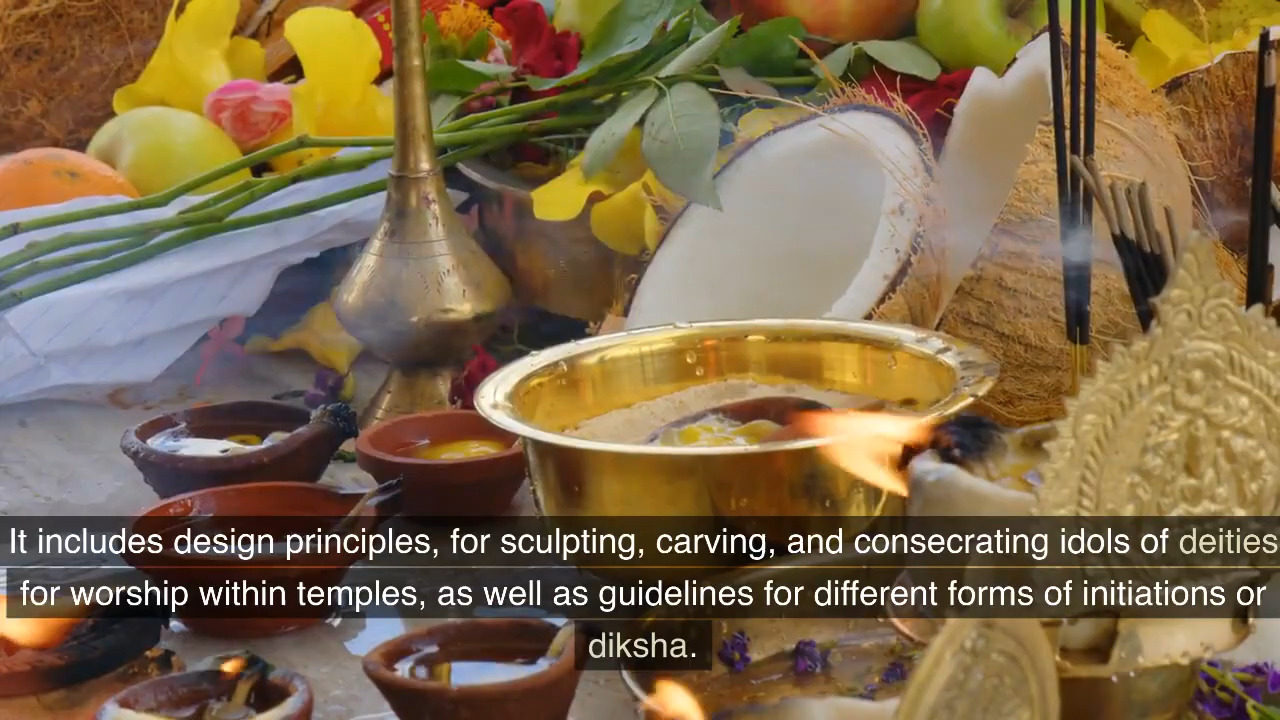 It includes design principles, for sculpting, carving, and consecrating idols of deities
for worship within temples, as well as guidelines for different forms of initiations or
diksha.